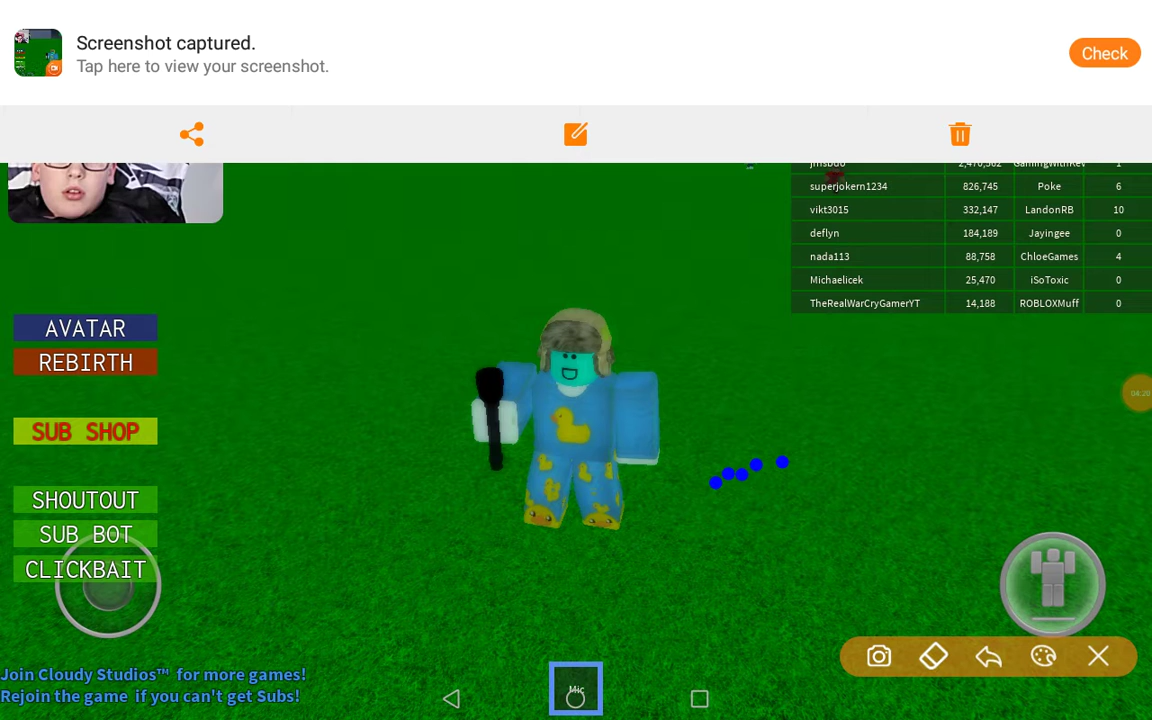 Screenshot captured.
Tap here to view your screenshot.
Check
superjokern1234 826,745 Poke 6
vikt3015 332,147 LandonRB 10
deflyn 184,189 Jayingee 0
nada113 88,758 ChloeGames 4
Michaelicek 25,470 iSoToxic 0
TheRealWarCryGamerYT 14,188 ROBLOXMuff 0
AVATAR
REBIRTH
04:20
SUB SHOP
SHOUTOUT
SUB BOT
CLICKBAIT
Join Cloudy Studios™ for more games!
Rejoin the game if you can't get Subs!
Mic